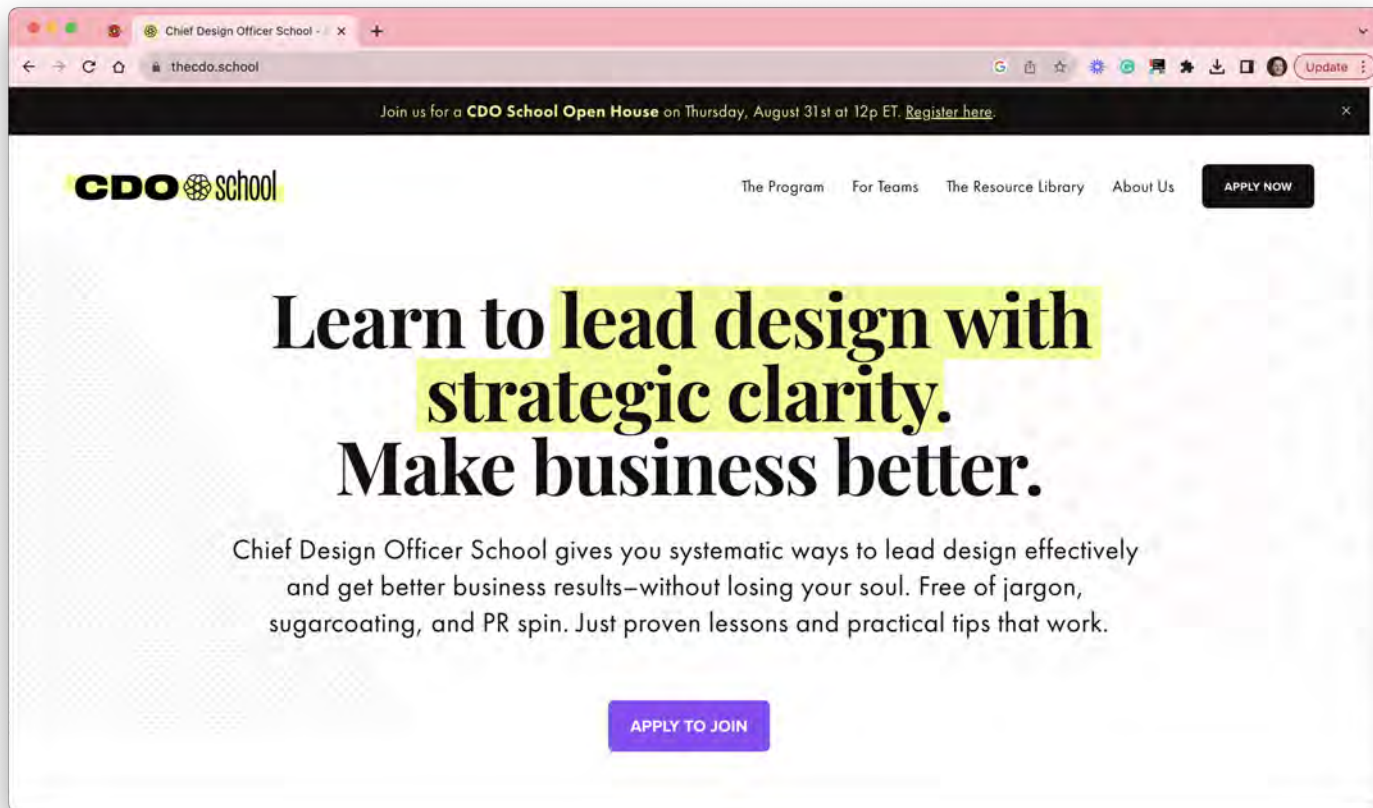 Chief Design Officer School -
thecdo.school
Update
Join us for a CDO School Open House on Thursday, August 31st at 12p ET. Register here.
CDO school
The Program For Teams The Resource Library About Us APPLY NOW
Learn to lead design with
strategic clarity.
Make business better.
Chief Design Officer School gives you systematic ways to lead design effectively
and get better business results–without losing your soul. Free of jargon,
sugarcoating, and PR spin. Just proven lessons and practical tips that work.
APPLY TO JOIN